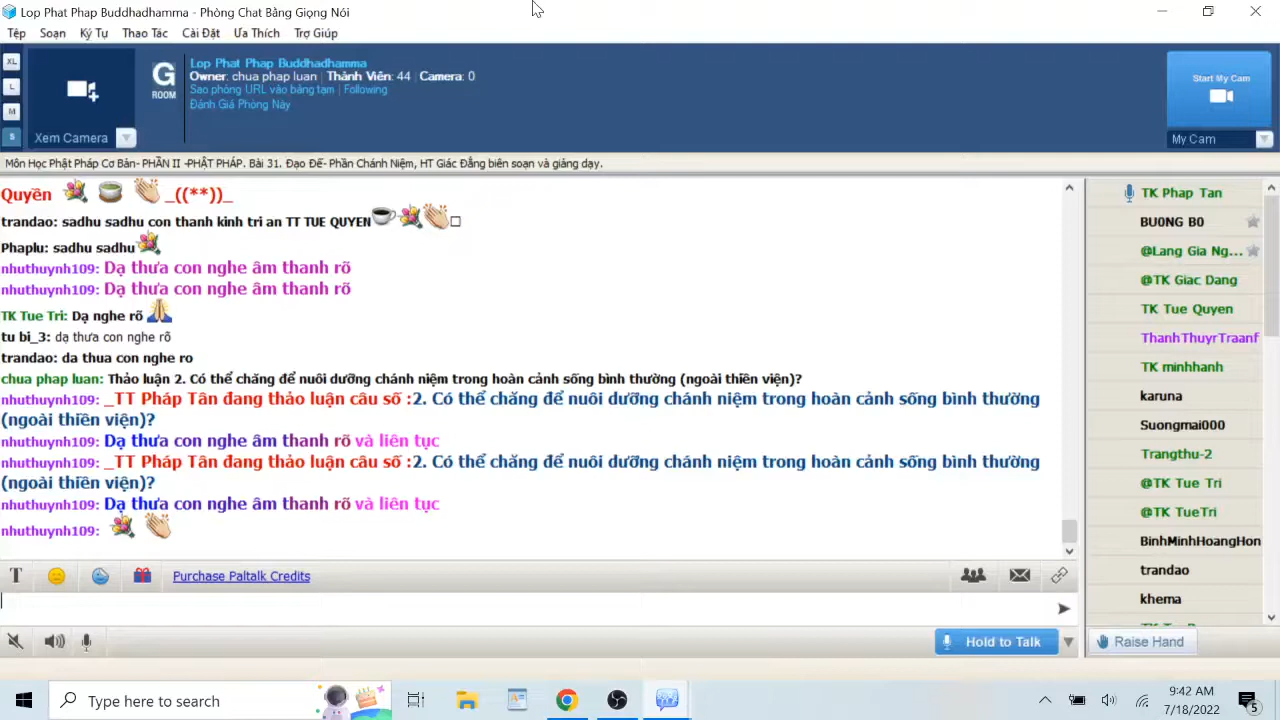 Lop Phat Phap Buddhadhamma - Phòng Chat Bằng Giọng Nói
Tệp Soạn Ký Tự Thao Tác Cài Đặt Ưa Thích Trợ Giúp
XL
L
M
S
Xem Camera
G
ROOM
Lop Phat Phap Buddhadhamma
Owner: chua phap luan | Thành Viên: 44 | Camera: 0
Sao phòng URL vào bảng tạm | Following
Đánh Giá Phòng Này
Start My Cam
My Cam
Môn Học Phật Pháp Cơ Bản- PHẦN II -PHẬT PHÁP. Bài 31. Đạo Đế- Phần Chánh Niệm, HT Giác Đẳng biên soạn và giảng dạy.
Quyền _((**))_
trandao: sadhu sadhu con thanh kinh tri an TT TUE QUYEN
Phaplu: sadhu sadhu
nhuthuynh109: Dạ thưa con nghe âm thanh rõ
nhuthuynh109: Dạ thưa con nghe âm thanh rõ
TK Tue Tri: Dạ nghe rõ
tu bi_3: dạ thưa con nghe rõ
trandao: da thua con nghe ro
chua phap luan: Thảo luận 2. Có thể chăng để nuôi dưỡng chánh niệm trong hoàn cảnh sống bình thường (ngoài thiền viện)?
nhuthuynh109: _TT Pháp Tân đang thảo luận câu số :2. Có thể chăng để nuôi dưỡng chánh niệm trong hoàn cảnh sống bình thường
(ngoài thiền viện)?
nhuthuynh109: Dạ thưa con nghe âm thanh rõ và liên tục
nhuthuynh109: _TT Pháp Tân đang thảo luận câu số :2. Có thể chăng để nuôi dưỡng chánh niệm trong hoàn cảnh sống bình thường
(ngoài thiền viện)?
nhuthuynh109: Dạ thưa con nghe âm thanh rõ và liên tục
nhuthuynh109:
TK Phap Tan
BU0NG B0
@Lang Gia Ng...
@TK Giac Dang
TK Tue Quyen
ThanhThuyrTraanf
TK minhhanh
karuna
Suongmai000
Trangthu-2
@TK Tue Tri
@TK TueTri
BinhMinhHoangHon
trandao
khema
T Purchase Paltalk Credits
Hold to Talk
Raise Hand
Type here to search
9:42 AM
7/18/2022
5